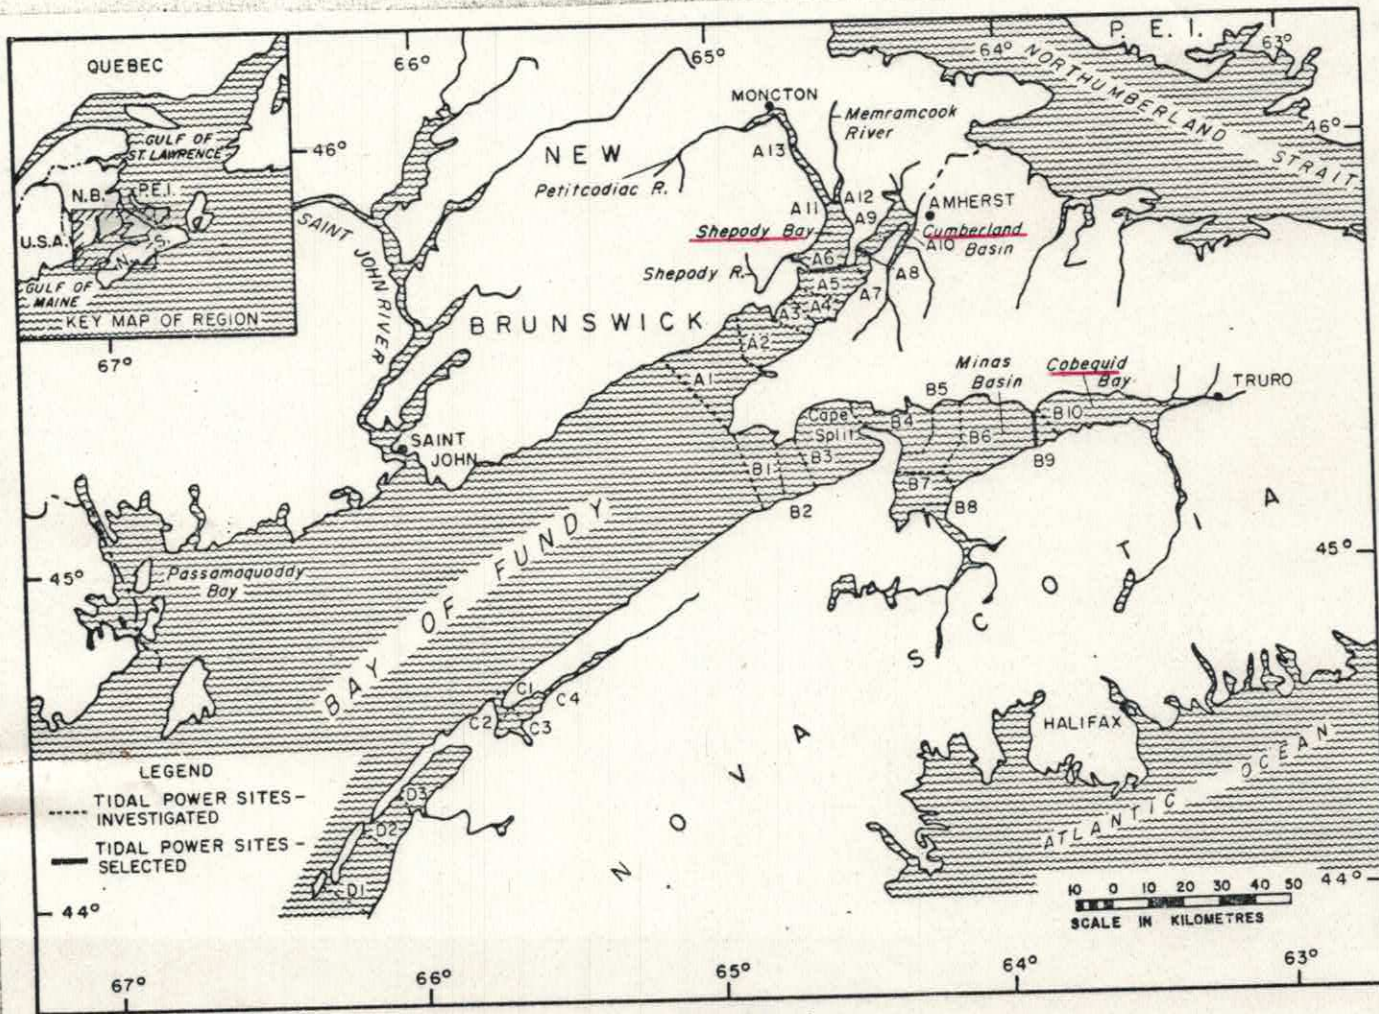 QUEBEC
GULF OF
ST. LAWRENCE
N.B.
P.E.I.
U.S.A.
N.
S.
GULF OF
MAINE
KEY MAP OF REGION
66°
65°
64°
P. E. I.
63°
NORTHUMBERLAND STRAIT
46°
46°
67°
MONCTON
Memramcook
River
A13
NEW
Petitcodiac R.
A11
A12
A9
AMHERST
Shepody Bay
Cumberland
Basin
A10
A6
Shepody R.
A5
A8
A7
A4
A3
SAINT JOHN RIVER
BRUNSWICK
A2
A1
Minas
Basin
Cobequid
Bay
TRURO
B5
Cape
Split
B4
B10
B6
SAINT
JOHN
B3
B1
B9
B7
B2
B8
BAY OF FUNDY
45°
45°
Passamaquoddy
Bay
NOVA SCOTIA
C1
C4
C2
C3
HALIFAX
ATLANTIC OCEAN
D3
D2
D1
LEGEND
TIDAL POWER SITES-
INVESTIGATED
TIDAL POWER SITES-
SELECTED
44°
44°
10 0 10 20 30 40 50
SCALE IN KILOMETRES
67°
66°
65°
64°
63°